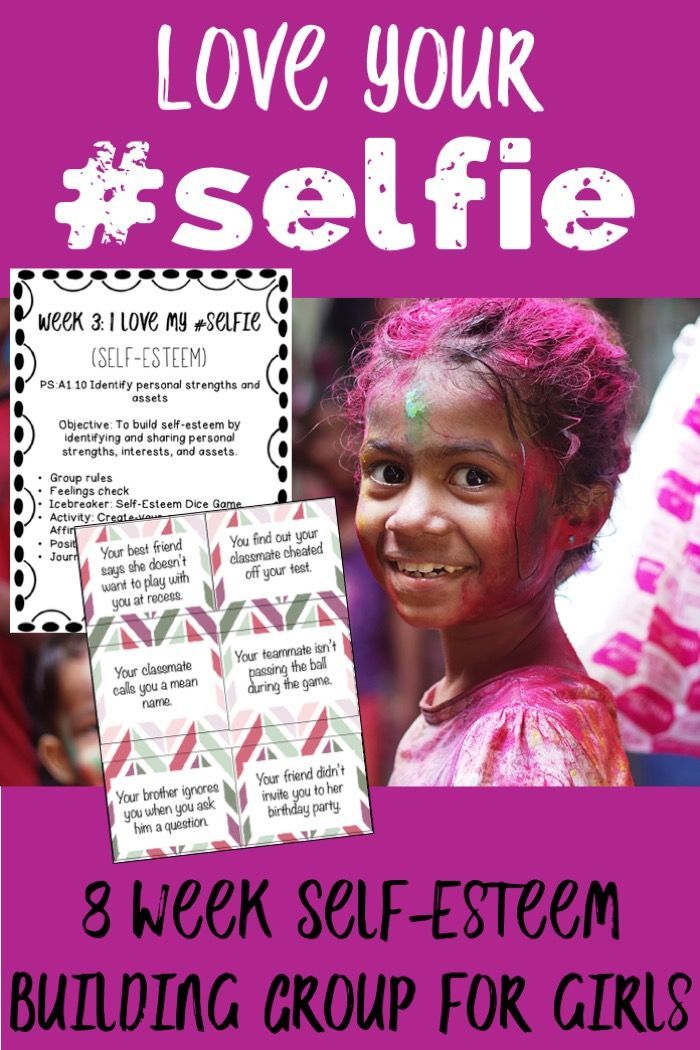 LOVE YOUR
#selfie
WEEK 3: I LOVE MY #SELFIE
(SELF-ESTEEM)
PS:A1.10 Identify personal strengths and
assets
Objective: To build self-esteem by
identifying and sharing personal
strengths, interests, and assets.
• Group rules
• Feelings check
• Icebreaker: Self-Esteem Dice Game
• Activity: Create
•
•
•
Your best friend
says she doesn't
want to play with
you at recess.
You find out your
classmate cheated
off your test.
Your classmate
calls you a mean
name.
Your teammate isn't
passing the ball
during the game.
Your brother ignores
you when you ask
him a question.
Your friend didn't
invite you to her
birthday party.
8 WEEK SELF-ESTEEM
BUILDING GROUP FOR GIRLS